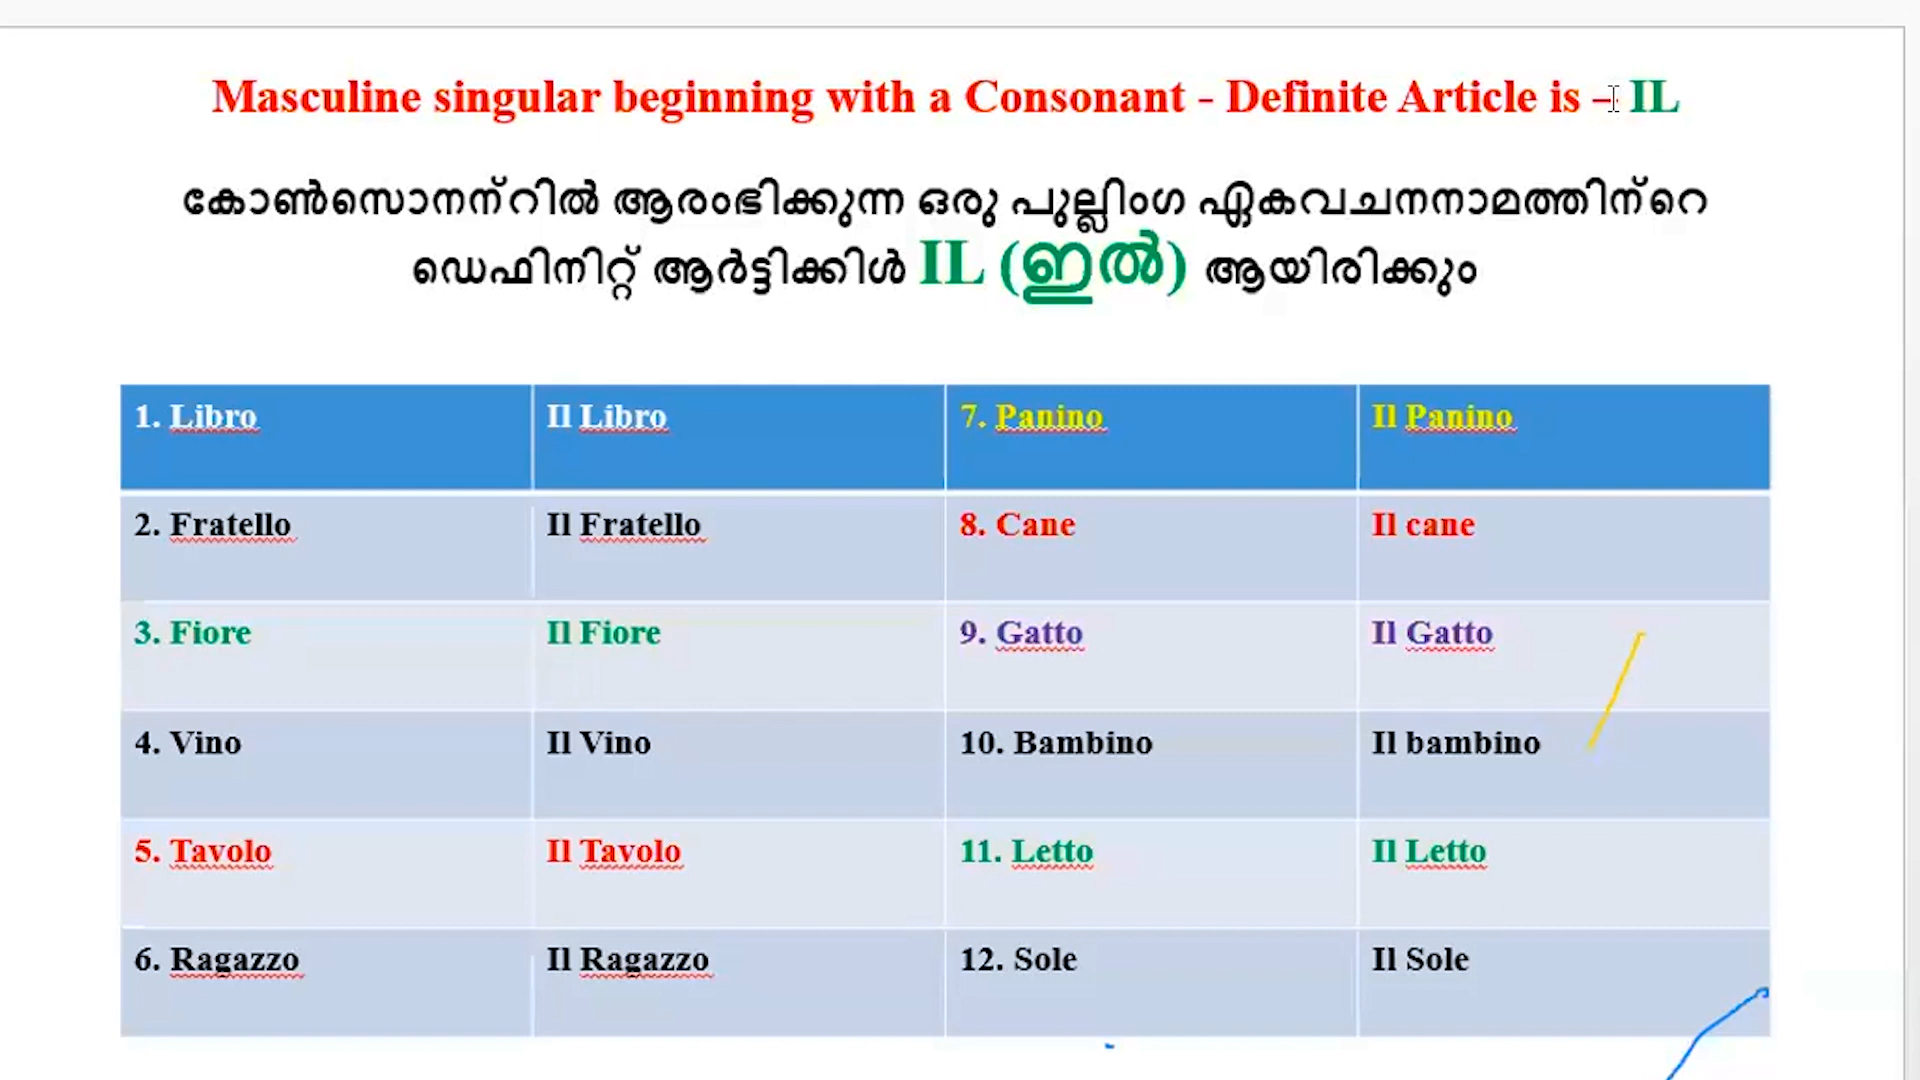 Masculine singular beginning with a Consonant - Definite Article is – IL
കോൺസൊനന്റിൽ ആരംഭിക്കുന്ന ഒരു പുല്ലിംഗ ഏകവചനനാമത്തിന്റെ
ഡെഫിനിറ്റ് ആർട്ടിക്കിൾ IL (ഇൽ) ആയിരിക്കും
1. Libro Il Libro 7. Panino Il Panino
2. Fratello Il Fratello 8. Cane Il cane
3. Fiore Il Fiore 9. Gatto Il Gatto
4. Vino Il Vino 10. Bambino Il bambino
5. Tavolo Il Tavolo 11. Letto Il Letto
6. Ragazzo Il Ragazzo 12. Sole Il Sole